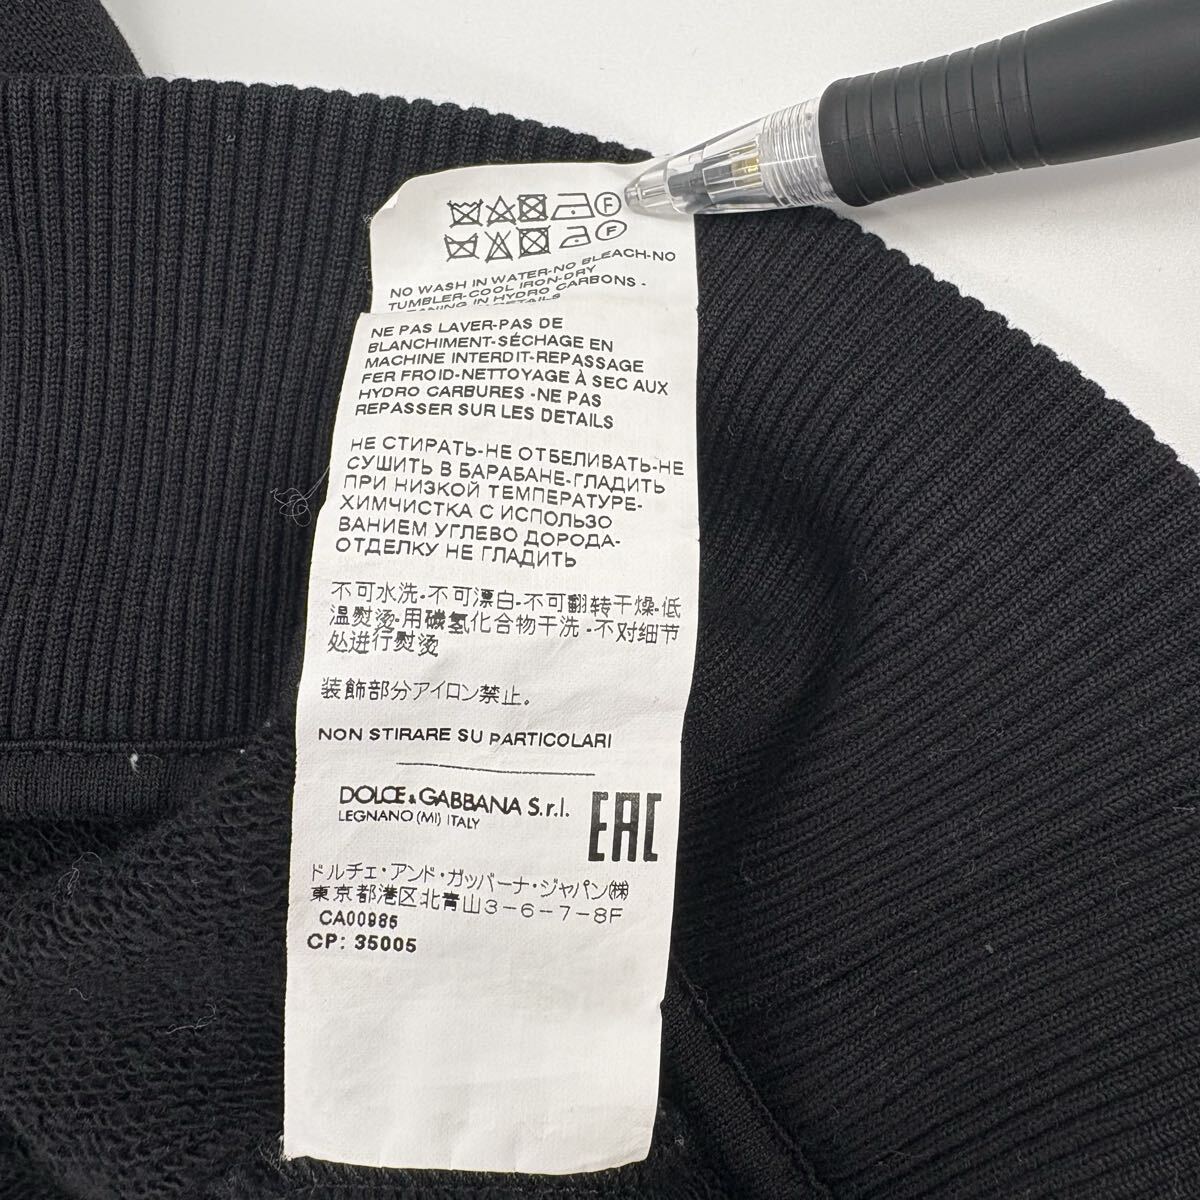 F
F
NO WASH IN WATER-NO BLEACH-NO
TUMBLER-COOL IRON-DRY
CLEANING IN HYDRO CARBONS -
DETAILS
NE PAS LAVER-PAS DE
BLANCHIMENT-SÉCHAGE EN
MACHINE INTERDIT-REPASSAGE
FER FROID-NETTOYAGE À SEC AUX
HYDRO CARBURES -NE PAS
REPASSER SUR LES DETAILS
НЕ СТИРАТЬ-НЕ ОТБЕЛИВАТЬ-НЕ
СУШИТЬ В БАРАБАНЕ-ГЛАДИТЬ
ПРИ НИЗКОЙ ТЕМПЕРАТУРЕ-
ХИМЧИСТКА С ИСПОЛЬЗО
ВАНИЕМ УГЛЕВО ДОРОДА-
ОТДЕЛКУ НЕ ГЛАДИТЬ
不可水洗-不可漂白-不可翻转干燥-低
温熨烫-用碳氢化合物干洗 -不对细节
处进行熨烫
装飾部分アイロン禁止。
NON STIRARE SU PARTICOLARI
DOLCE & GABBANA S.r.l.
LEGNANO (MI) ITALY
EAC
ドルチェ・アンド・ガッバーナ・ジャパン㈱
東京都港区北青山3-6-7-8F
CA00985
CP: 35005